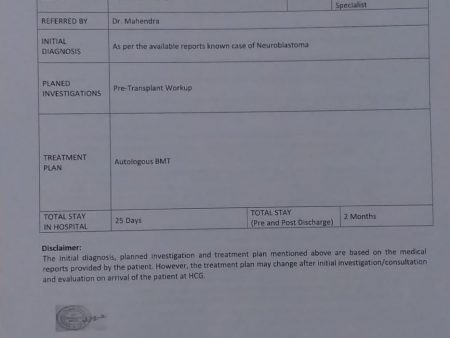 Specialist
REFERRED BY Dr. Mahendra
INITIAL
DIAGNOSIS
As per the available reports known case of Neuroblastoma
PLANED
INVESTIGATIONS
Pre-Transplant Workup
TREATMENT
PLAN
Autologous BMT
TOTAL STAY
IN HOSPITAL
25 Days
TOTAL STAY
(Pre and Post Discharge)
2 Months
Disclaimer:
The initial diagnosis, planned investigation and treatment plan mentioned above are based on the medical
reports provided by the patient. However, the treatment plan may change after initial investigation/consultation
and evaluation on arrival of the patient at HCG.